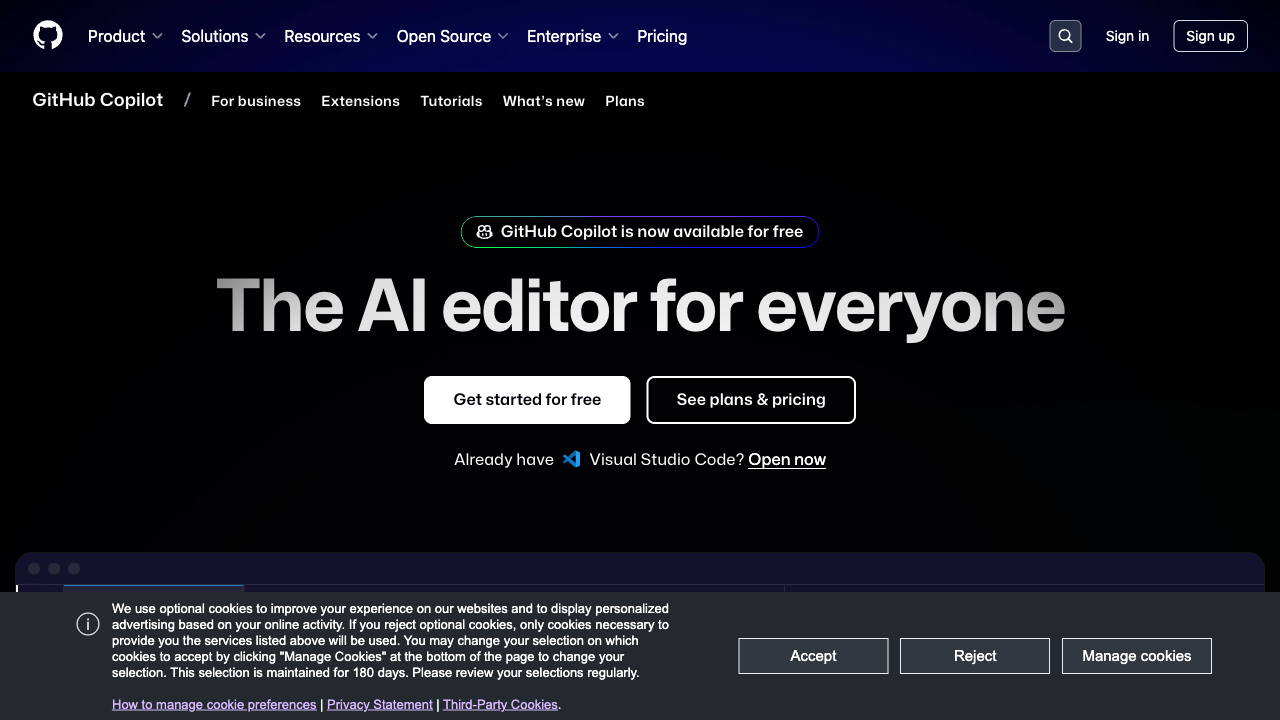 Product Solutions Resources Open Source Enterprise Pricing Sign in Sign up
GitHub Copilot / For business Extensions Tutorials What's new Plans
GitHub Copilot is now available for free
The AI editor for everyone
Get started for free See plans & pricing
Already have Visual Studio Code? Open now
We use optional cookies to improve your experience on our websites and to display personalized
advertising based on your online activity. If you reject optional cookies, only cookies necessary to
provide you the services listed above will be used. You may change your selection on which
cookies to accept by clicking "Manage Cookies" at the bottom of the page to change your
selection. This selection is maintained for 180 days. Please review your selections regularly.
How to manage cookie preferences | Privacy Statement | Third-Party Cookies.
Accept Reject Manage cookies